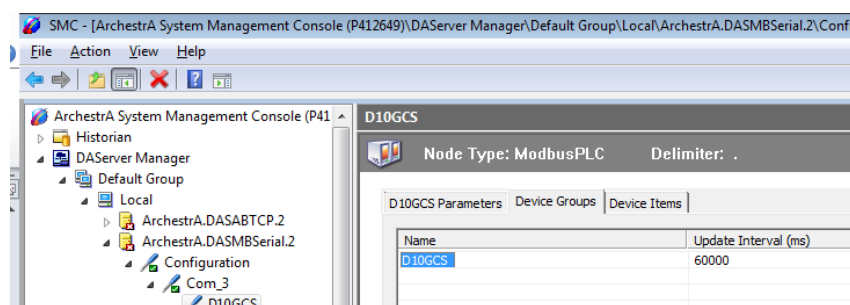 SMC - [ArchestrA System Management Console (P412649)\DAServer Manager\Default Group\Local\ArchestrA.DASMBSerial.2\Conf
File Action View Help
ArchestrA System Management Console (P41
Historian
DAServer Manager
Default Group
Local
ArchestrA.DASABTCP.2
ArchestrA.DASMBSerial.2
Configuration
Com_3
D10GCS
D10GCS
Node Type: ModbusPLC Delimiter: .
D10GCS Parameters Device Groups Device Items
Name Update Interval (ms)
D10GCS 60000